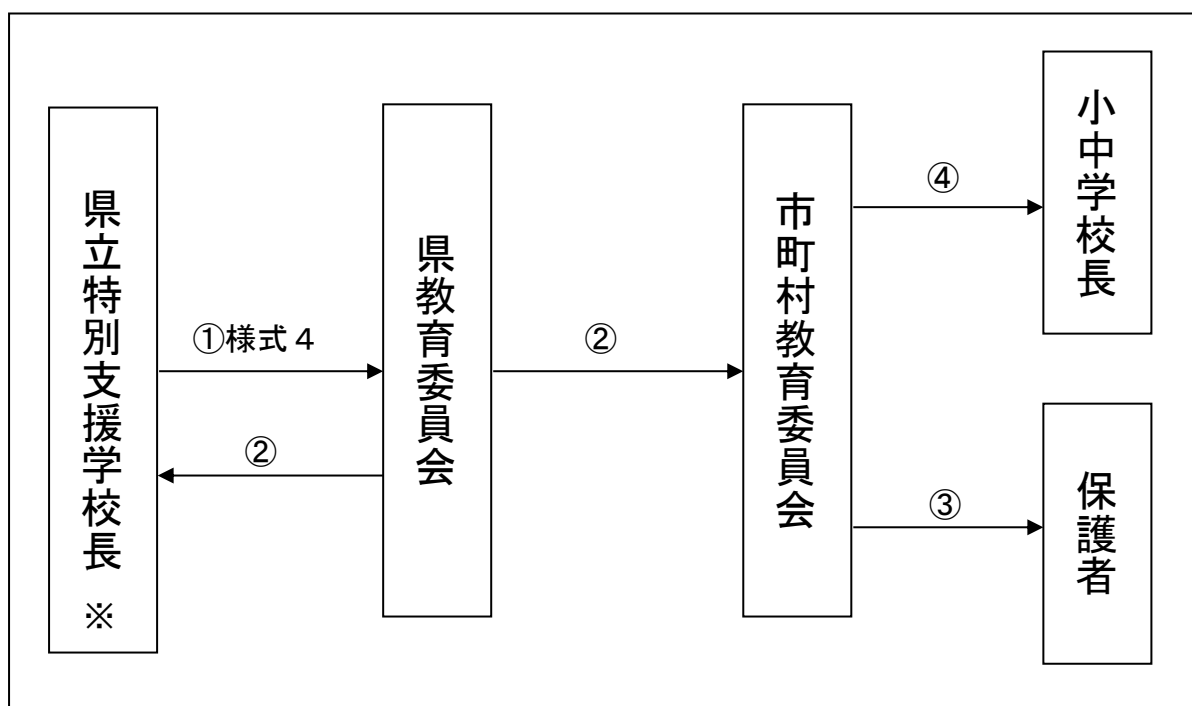 県立特別支援学校長 ※
①様式４
②
県教育委員会
②
市町村教育委員会
④
③
小中学校長
保護者